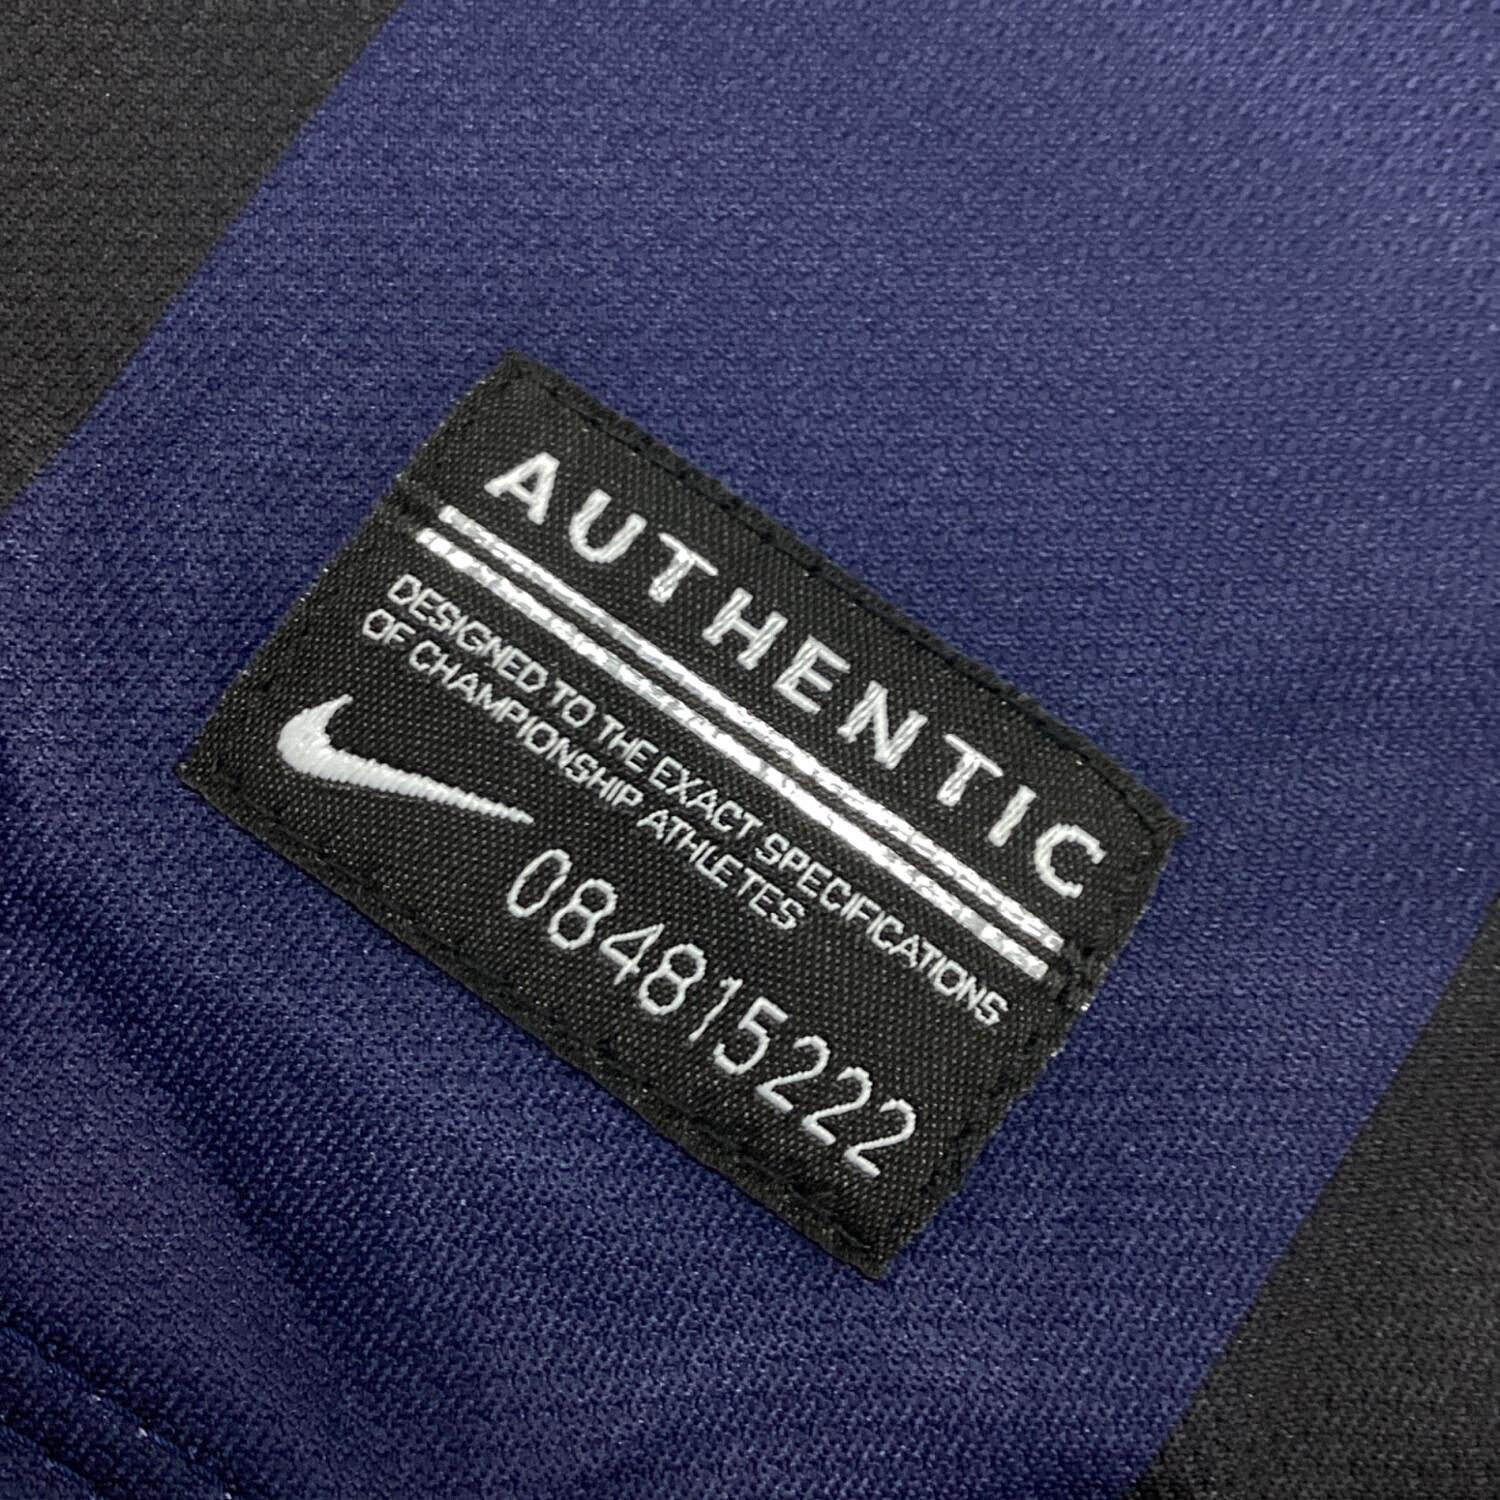 AUTHENTIC
DESIGNED TO THE EXACT SPECIFICATIONS
OF CHAMPIONSHIP ATHLETES
084815222